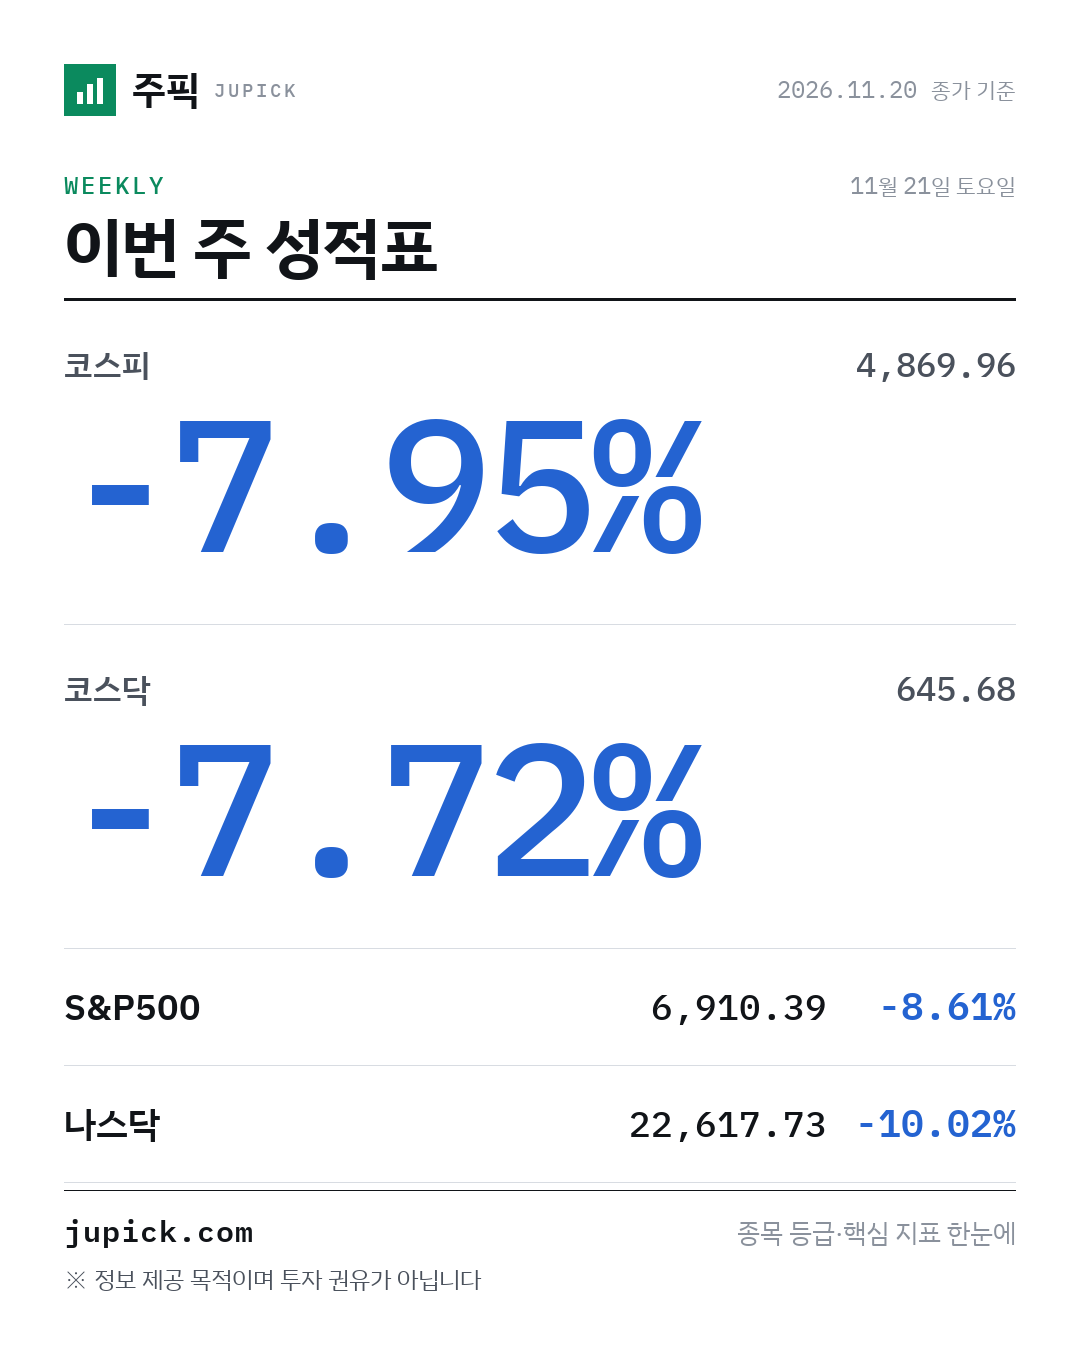 주픽 JUPICK 2026.11.20 종가 기준
WEEKLY 11월 21일 토요일
이번 주 성적표
코스피 4,869.96
-7.95%
코스닥 645.68
-7.72%
S&P500 6,910.39 -8.61%
나스닥 22,617.73 -10.02%
jupick.com 종목 등급·핵심 지표 한눈에
※ 정보 제공 목적이며 투자 권유가 아닙니다